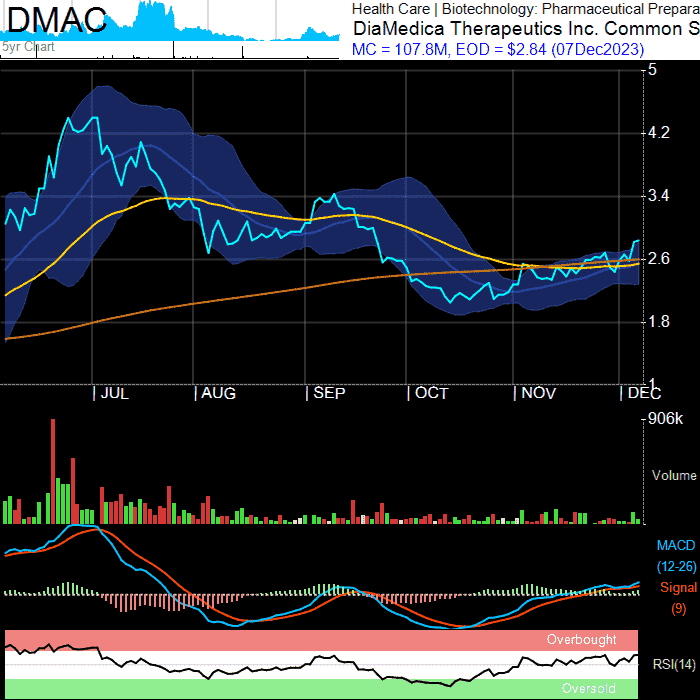 DMAC
5yr Chart
Health Care | Biotechnology: Pharmaceutical Prepara
DiaMedica Therapeutics Inc. Common S
MC = 107.8M, EOD = $2.84 (07Dec2023)
5
4.2
3.4
2.6
1.8
1
| JUL | AUG | SEP | OCT | NOV | DEC
906k
Volume
MACD
(12-26)
Signal
(9)
Overbought
RSI(14)
Oversold